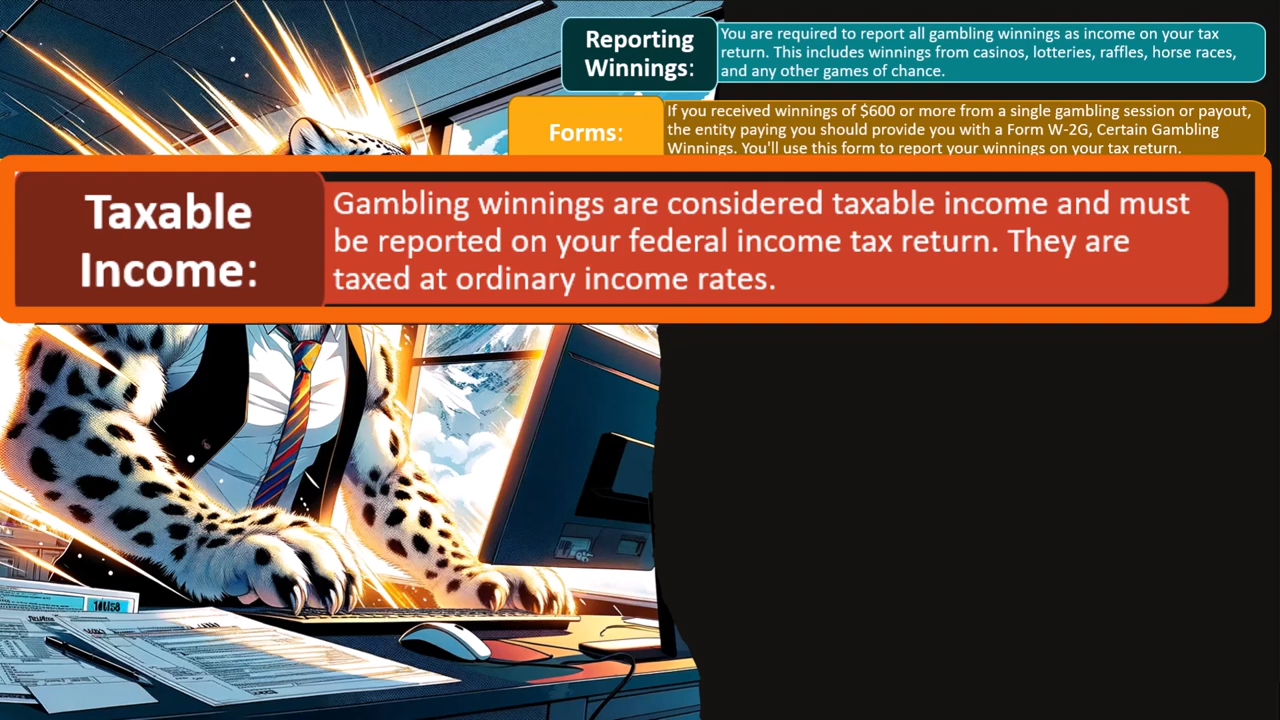 Reporting
Winnings:
You are required to report all gambling winnings as income on your tax
return. This includes winnings from casinos, lotteries, raffles, horse races,
and any other games of chance.
Forms:
If you received winnings of $600 or more from a single gambling session or payout,
the entity paying you should provide you with a Form W-2G, Certain Gambling
Winnings. You'll use this form to report your winnings on your tax return.
Taxable
Income:
Gambling winnings are considered taxable income and must
be reported on your federal income tax return. They are
taxed at ordinary income rates.